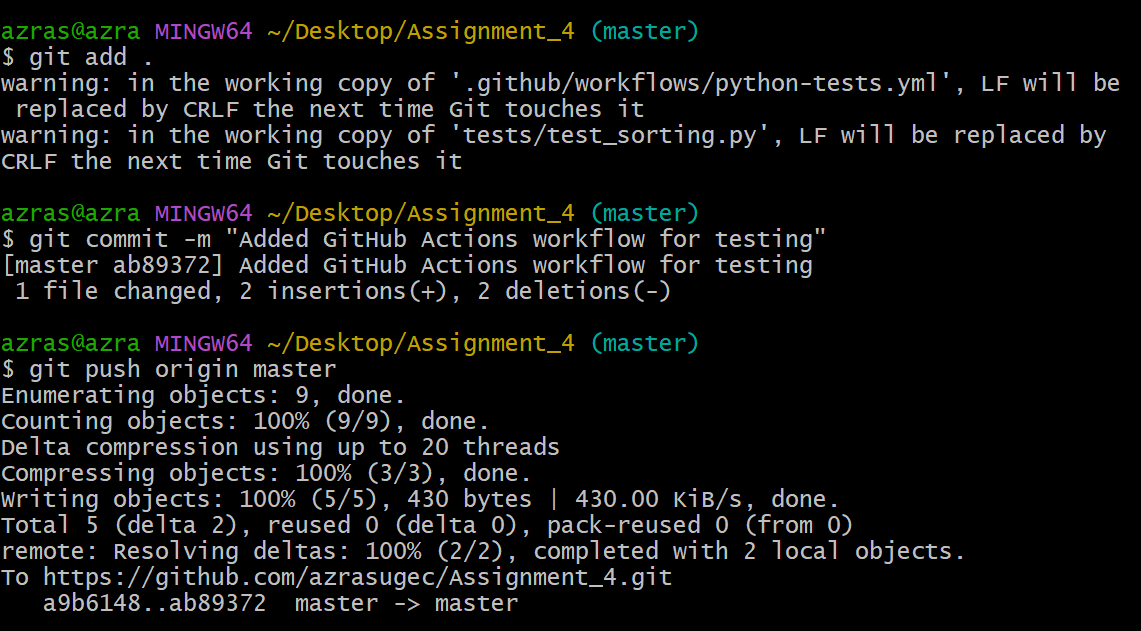 azras@azra MINGW64 ~/Desktop/Assignment_4 (master)
$ git add .
warning: in the working copy of '.github/workflows/python-tests.yml', LF will be
 replaced by CRLF the next time Git touches it
warning: in the working copy of 'tests/test_sorting.py', LF will be replaced by
CRLF the next time Git touches it
azras@azra MINGW64 ~/Desktop/Assignment_4 (master)
$ git commit -m "Added GitHub Actions workflow for testing"
[master ab89372] Added GitHub Actions workflow for testing
 1 file changed, 2 insertions(+), 2 deletions(-)
azras@azra MINGW64 ~/Desktop/Assignment_4 (master)
$ git push origin master
Enumerating objects: 9, done.
Counting objects: 100% (9/9), done.
Delta compression using up to 20 threads
Compressing objects: 100% (3/3), done.
Writing objects: 100% (5/5), 430 bytes | 430.00 KiB/s, done.
Total 5 (delta 2), reused 0 (delta 0), pack-reused 0 (from 0)
remote: Resolving deltas: 100% (2/2), completed with 2 local objects.
To https://github.com/azrasugec/Assignment_4.git
   a9b6148..ab89372  master -> master